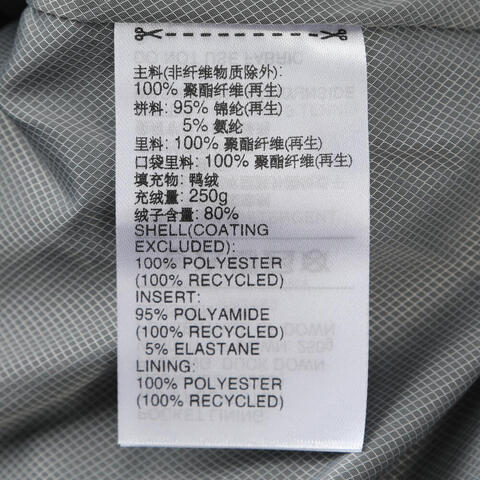 主料(非纤维物质除外):
100% 聚酯纤维(再生)
拼料: 95% 锦纶(再生)
5% 氨纶
里料: 100% 聚酯纤维(再生)
口袋里料: 100% 聚酯纤维(再生)
填充物: 鸭绒
充绒量: 250g
绒子含量: 80%
SHELL(COATING
EXCLUDED):
100% POLYESTER
(100% RECYCLED)
INSERT:
95% POLYAMIDE
(100% RECYCLED)
5% ELASTANE
LINING:
100% POLYESTER
(100% RECYCLED)